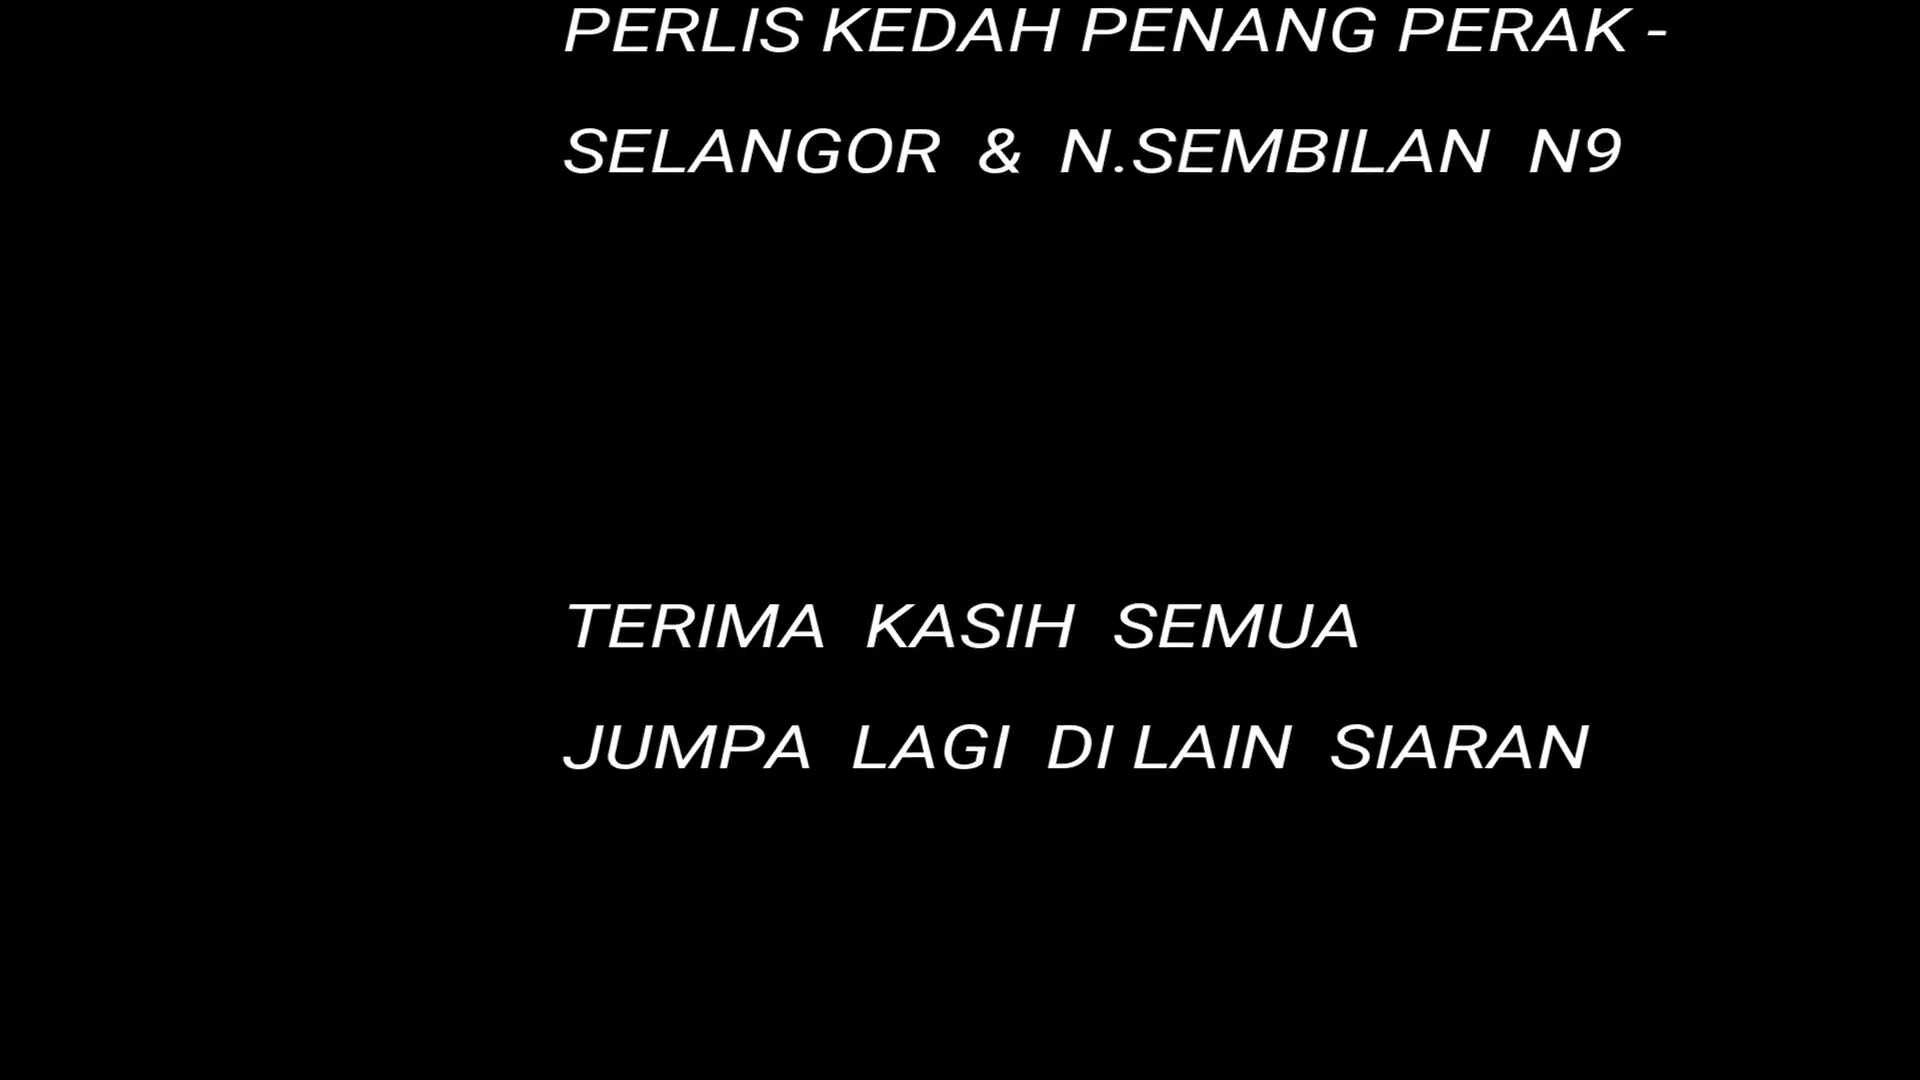 PERLIS KEDAH PENANG PERAK -
SELANGOR & N.SEMBILAN N9
TERIMA KASIH SEMUA
JUMPA LAGI DI LAIN SIARAN